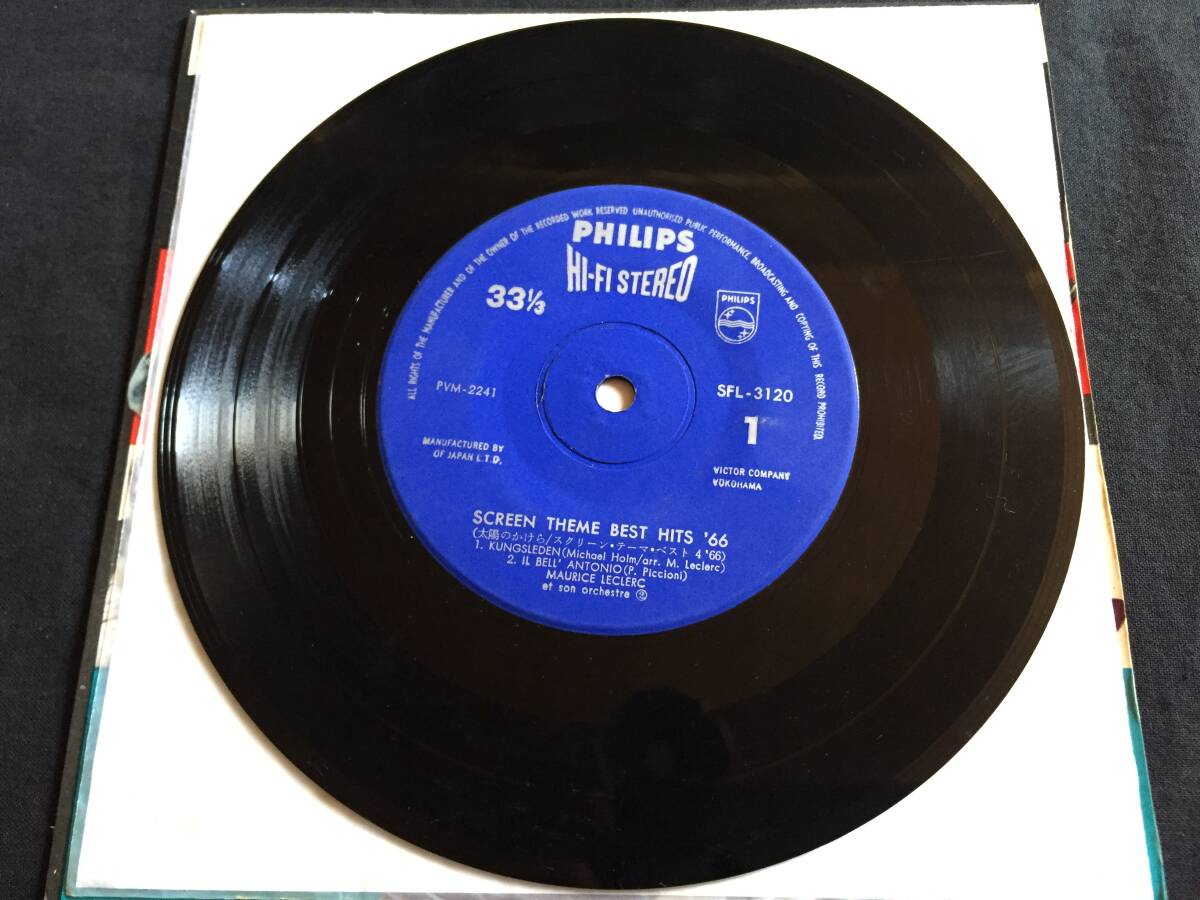 ALL RIGHTS OF THE MANUFACTURER AND OF THE OWNER OF THE RECORDED WORK RESERVED UNAUTHORISED PUBLIC PERFORMANCE BROADCASTING AND COPYING OF THIS RECORD PROHIBITED
PHILIPS
HI-FI STEREO
33⅓
PHILIPS
PVM-2241
SFL-3120
1
MANUFACTURED BY
OF JAPAN L.T.D.
VICTOR COMPANY
YOKOHAMA
SCREEN THEME BEST HITS '66
(太陽のかけら/スクリーン・テーマ・ベスト4 '66)
1. KUNGSLEDEN (Michael Holm/arr. M. Leclerc)
2. IL BELL' ANTONIO (P. Piccioni)
MAURICE LECLERC
et son orchestre ②